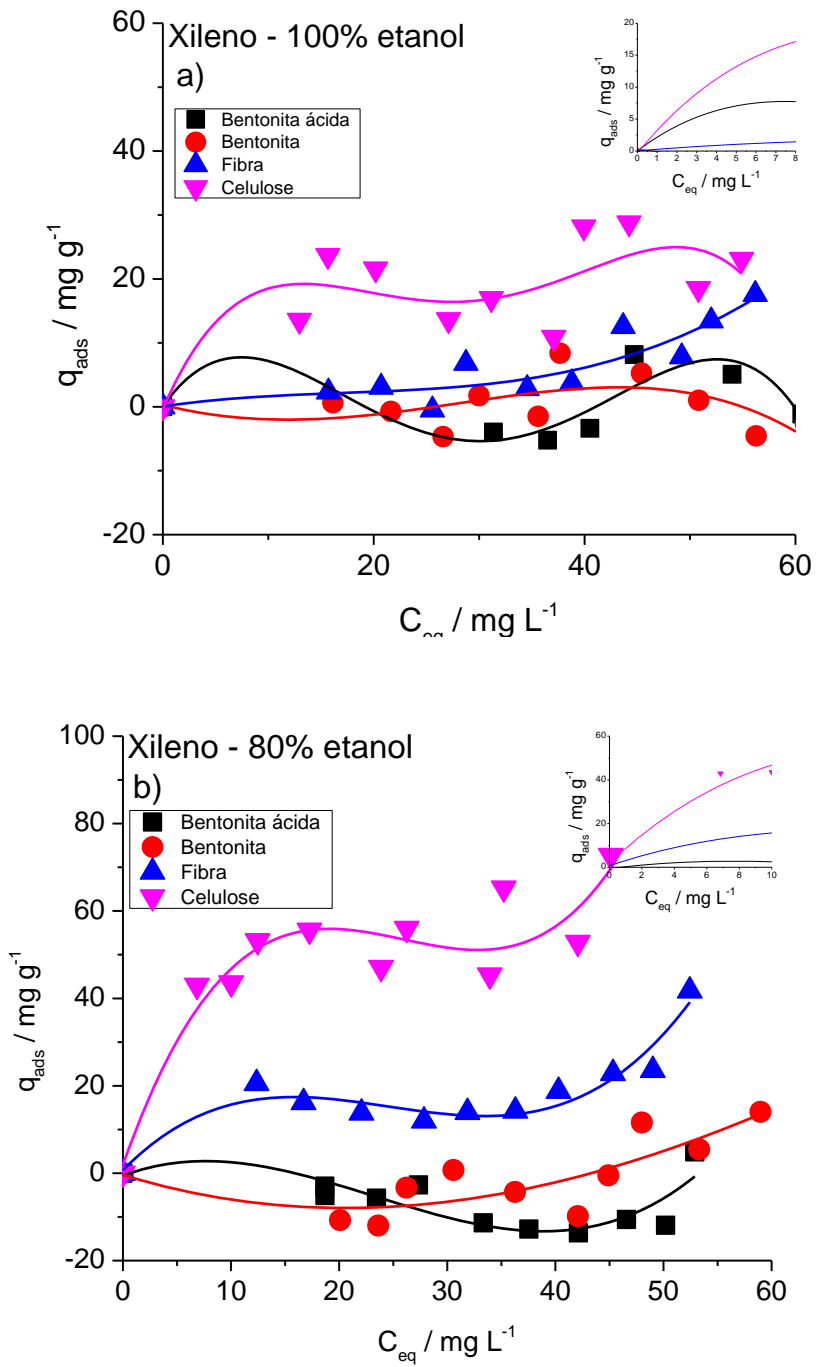 Xileno - 100% etanol
a)
Bentonita ácida
Bentonita
Fibra
Celulose
q_ads / mg g^-1
60
40
20
0
-20
0 20 40 60
C_eq / mg L^-1
q_ads / mg g^-1
20
15
10
5
0
0 1 2 3 4 5 6 7 8
C_eq / mg L^-1
Xileno - 80% etanol
b)
Bentonita ácida
Bentonita
Fibra
Celulose
q_ads / mg g^-1
100
80
60
40
20
0
-20
0 10 20 30 40 50 60
C_eq / mg L^-1
q_ads / mg g^-1
60
40
20
0
0 2 4 6 8 10
C_eq / mg L^-1